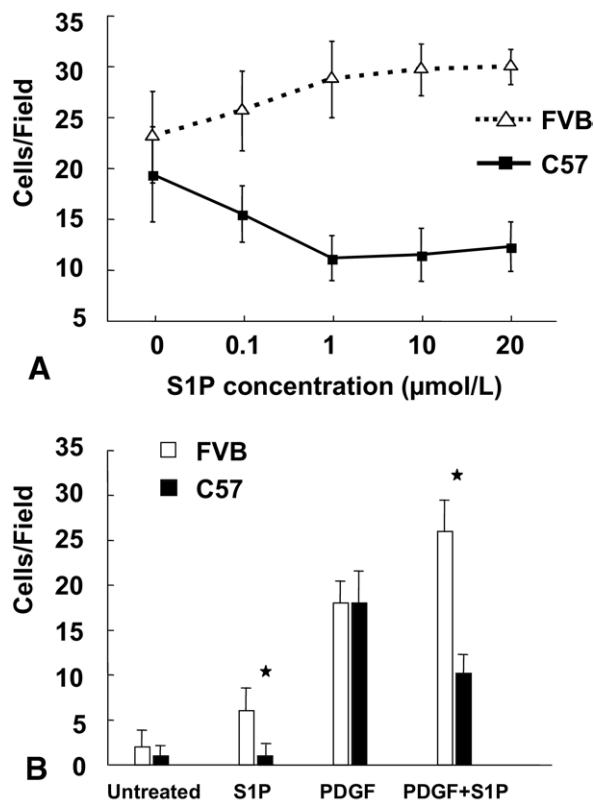 35
30
25
20
15
10
5
Cells/Field
FVB
C57
0 0.1 1 10 20
S1P concentration (μmol/L)
A
35
30
25
20
15
10
5
0
Cells/Field
FVB
C57
★
★
Untreated S1P PDGF PDGF+S1P
B